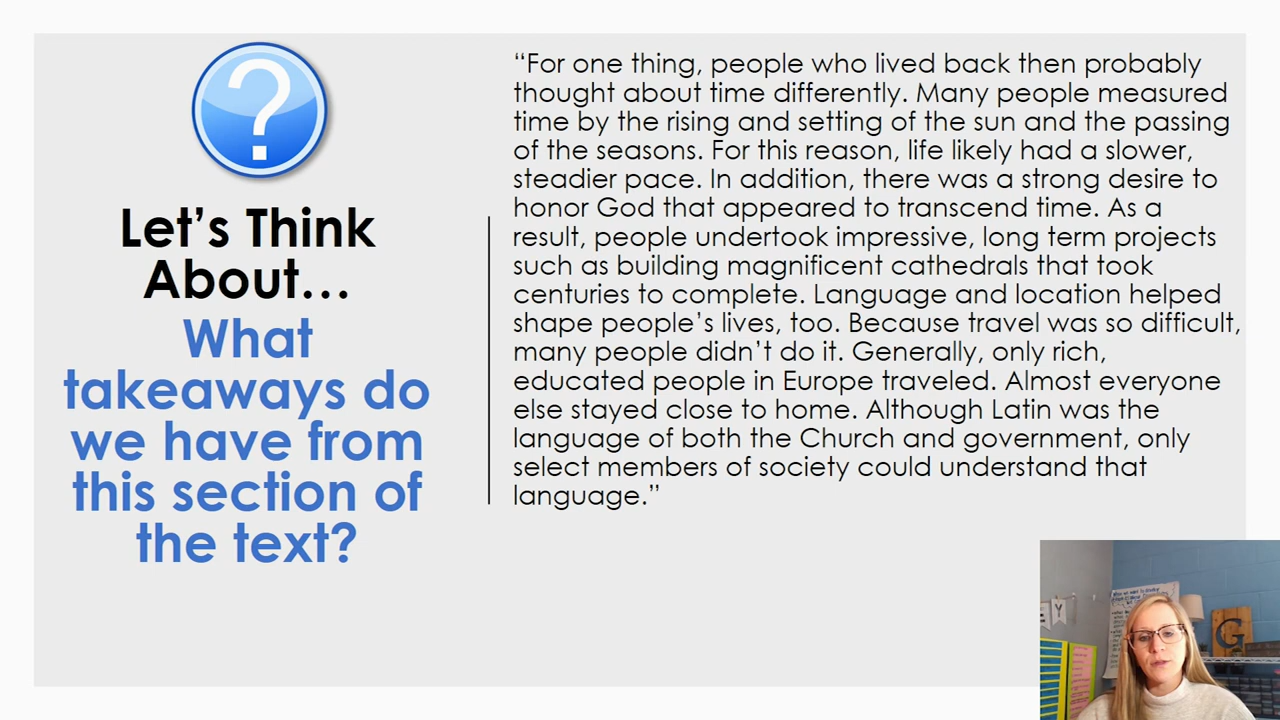 ?
Let's Think
About…
What
takeaways do
we have from
this section of
the text?
“For one thing, people who lived back then probably
thought about time differently. Many people measured
time by the rising and setting of the sun and the passing
of the seasons. For this reason, life likely had a slower,
steadier pace. In addition, there was a strong desire to
honor God that appeared to transcend time. As a
result, people undertook impressive, long term projects
such as building magnificent cathedrals that took
centuries to complete. Language and location helped
shape people’s lives, too. Because travel was so difficult,
many people didn’t do it. Generally, only rich,
educated people in Europe traveled. Almost everyone
else stayed close to home. Although Latin was the
language of both the Church and government, only
select members of society could understand that
language.”
G